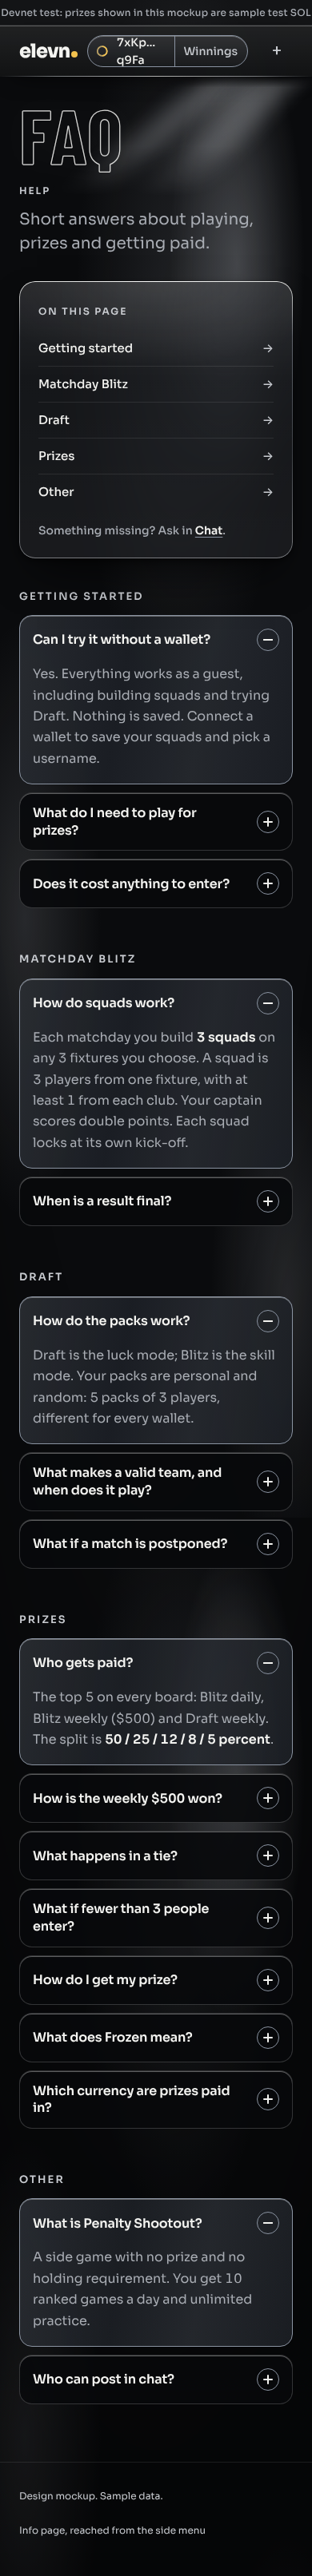 Devnet test: prizes shown in this mockup are sample test SOL
elevn.
7xKp...
q9Fa
Winnings
+
FAQ
HELP
Short answers about playing,
prizes and getting paid.
ON THIS PAGE
Getting started →
Matchday Blitz →
Draft →
Prizes →
Other →
Something missing? Ask in Chat.
GETTING STARTED
Can I try it without a wallet?
Yes. Everything works as a guest,
including building squads and trying
Draft. Nothing is saved. Connect a
wallet to save your squads and pick a
username.
What do I need to play for
prizes?
Does it cost anything to enter?
MATCHDAY BLITZ
How do squads work?
Each matchday you build 3 squads on
any 3 fixtures you choose. A squad is
3 players from one fixture, with at
least 1 from each club. Your captain
scores double points. Each squad
locks at its own kick-off.
When is a result final?
DRAFT
How do the packs work?
Draft is the luck mode; Blitz is the skill
mode. Your packs are personal and
random: 5 packs of 3 players,
different for every wallet.
What makes a valid team, and
when does it play?
What if a match is postponed?
PRIZES
Who gets paid?
The top 5 on every board: Blitz daily,
Blitz weekly ($500) and Draft weekly.
The split is 50 / 25 / 12 / 8 / 5 percent.
How is the weekly $500 won?
What happens in a tie?
What if fewer than 3 people
enter?
How do I get my prize?
What does Frozen mean?
Which currency are prizes paid
in?
OTHER
What is Penalty Shootout?
A side game with no prize and no
holding requirement. You get 10
ranked games a day and unlimited
practice.
Who can post in chat?
Design mockup. Sample data.
Info page, reached from the side menu